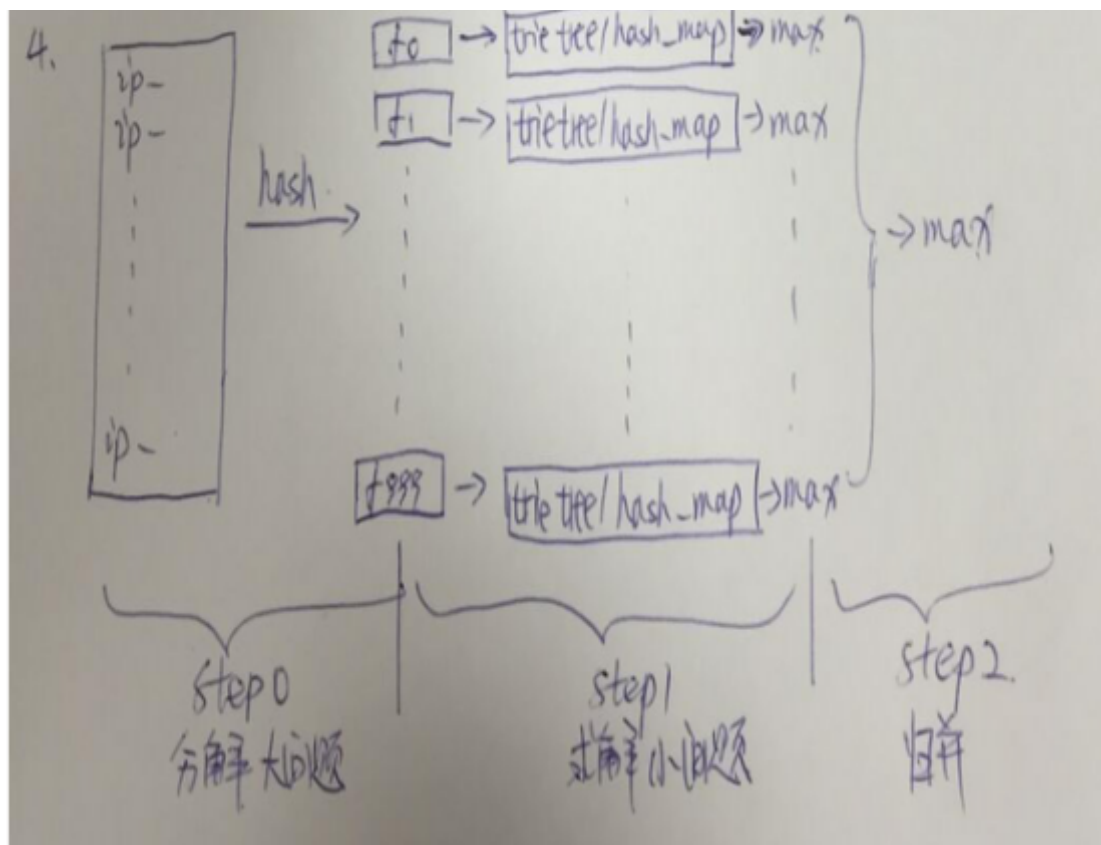 4.
ip-
ip-
ip-
hash
f0 → trie tree/hash_map → max
f1 → trie tree/hash_map → max
f999 → trie tree/hash_map → max
→ max
step0
分解大问题
step1
求解小问题
step2
归并